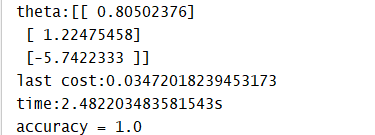 theta:[[ 0.80502376]
 [ 1.22475458]
 [-5.7422333 ]]
last cost:0.03472018239453173
time:2.482203483581543s
accuracy = 1.0